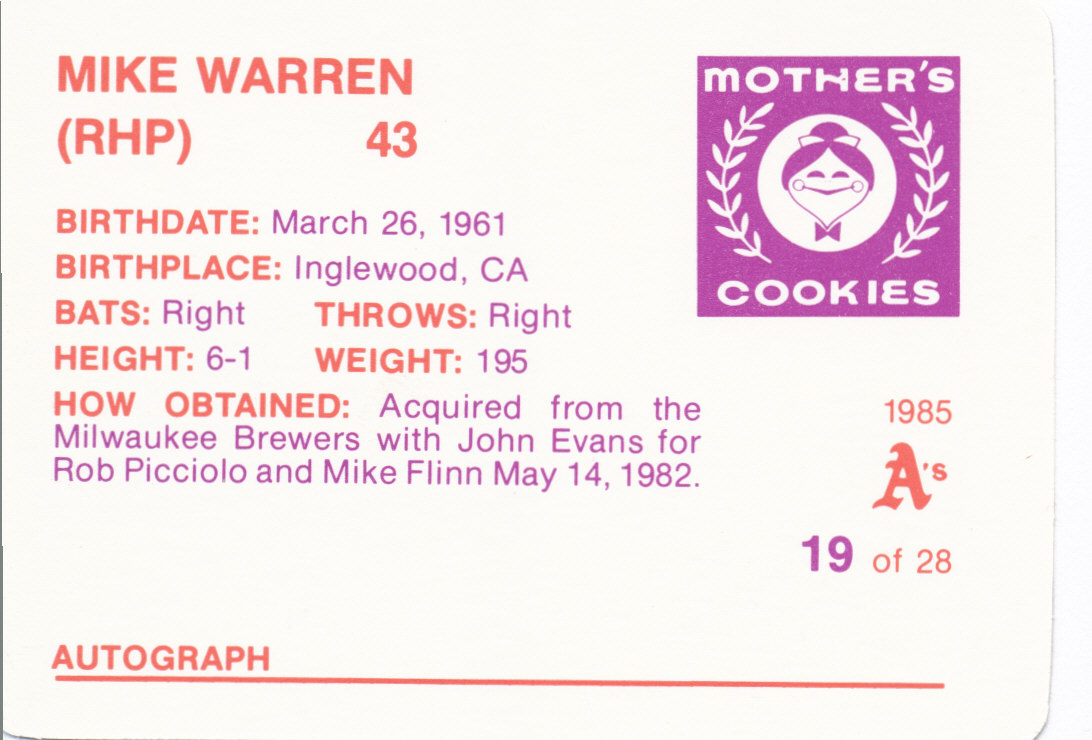 MIKE WARREN
(RHP) 43
MOTHER'S
COOKIES
BIRTHDATE: March 26, 1961
BIRTHPLACE: Inglewood, CA
BATS: Right THROWS: Right
HEIGHT: 6-1 WEIGHT: 195
HOW OBTAINED: Acquired from the
Milwaukee Brewers with John Evans for
Rob Picciolo and Mike Flinn May 14, 1982.
1985
A's
19 of 28
AUTOGRAPH